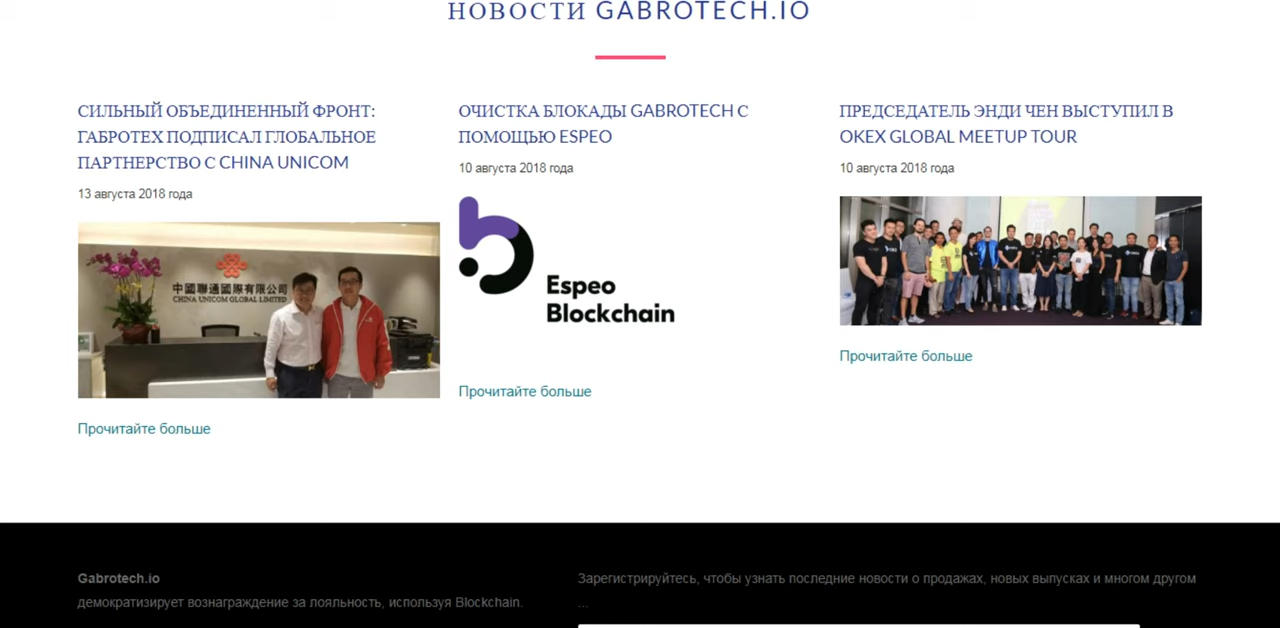 НОВОСТИ GABROTECH.IO
СИЛЬНЫЙ ОБЪЕДИНЕННЫЙ ФРОНТ:
ГАБРОТЕХ ПОДПИСАЛ ГЛОБАЛЬНОЕ
ПАРТНЕРСТВО С CHINA UNICOM
13 августа 2018 года
中國聯通國際有限公司
CHINA UNICOM GLOBAL LIMITED
Прочитайте больше
ОЧИСТКА БЛОКАДЫ GABROTECH С
ПОМОЩЬЮ ESPEO
10 августа 2018 года
Espeo
Blockchain
Прочитайте больше
ПРЕДСЕДАТЕЛЬ ЭНДИ ЧЕН ВЫСТУПИЛ В
OKEX GLOBAL MEETUP TOUR
10 августа 2018 года
Прочитайте больше
Gabrotech.io
демократизирует вознаграждение за лояльность, используя Blockchain.
Зарегистрируйтесь, чтобы узнать последние новости о продажах, новых выпусках и многом другом
...